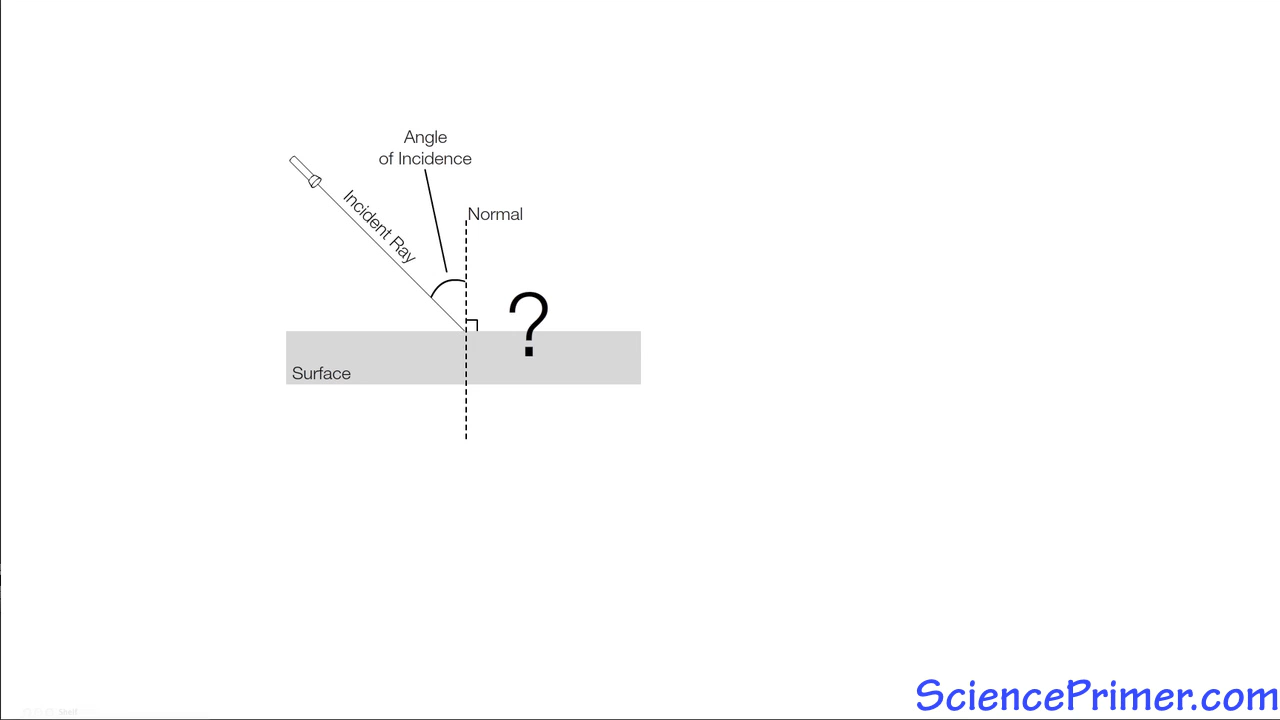 Angle
of Incidence
Incident Ray
Normal
?
Surface
SciencePrimer.com